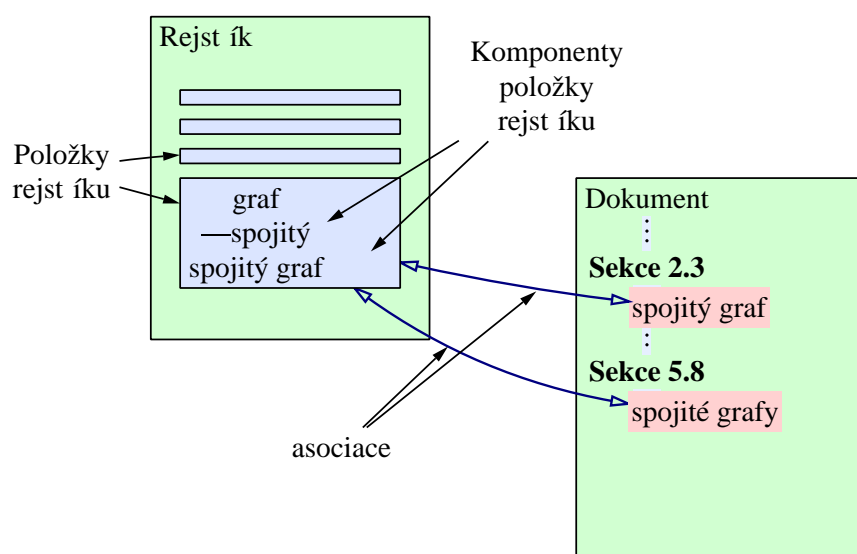 Rejst ík
Komponenty
položky
rejst íku
Položky
rejst íku
graf
—spojitý
spojitý graf
Dokument
Sekce 2.3
spojitý graf
Sekce 5.8
spojité grafy
asociace